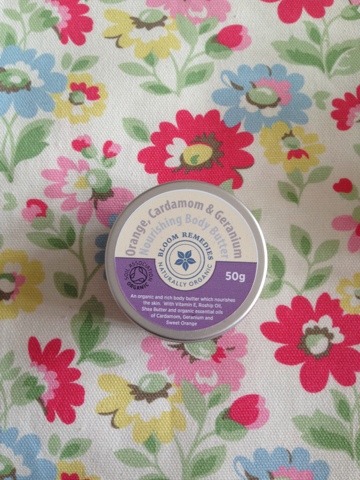 Orange, Cardamom & Geranium
Nourishing Body Butter
BLOOM REMEDIES
NATURALLY ORGANIC
ORGANIC
50g
An organic and rich body butter which nourishes
the skin. With Vitamin E, Rosehip Oil,
Shea Butter and organic essential oils
of Cardamom, Geranium and
Sweet Orange